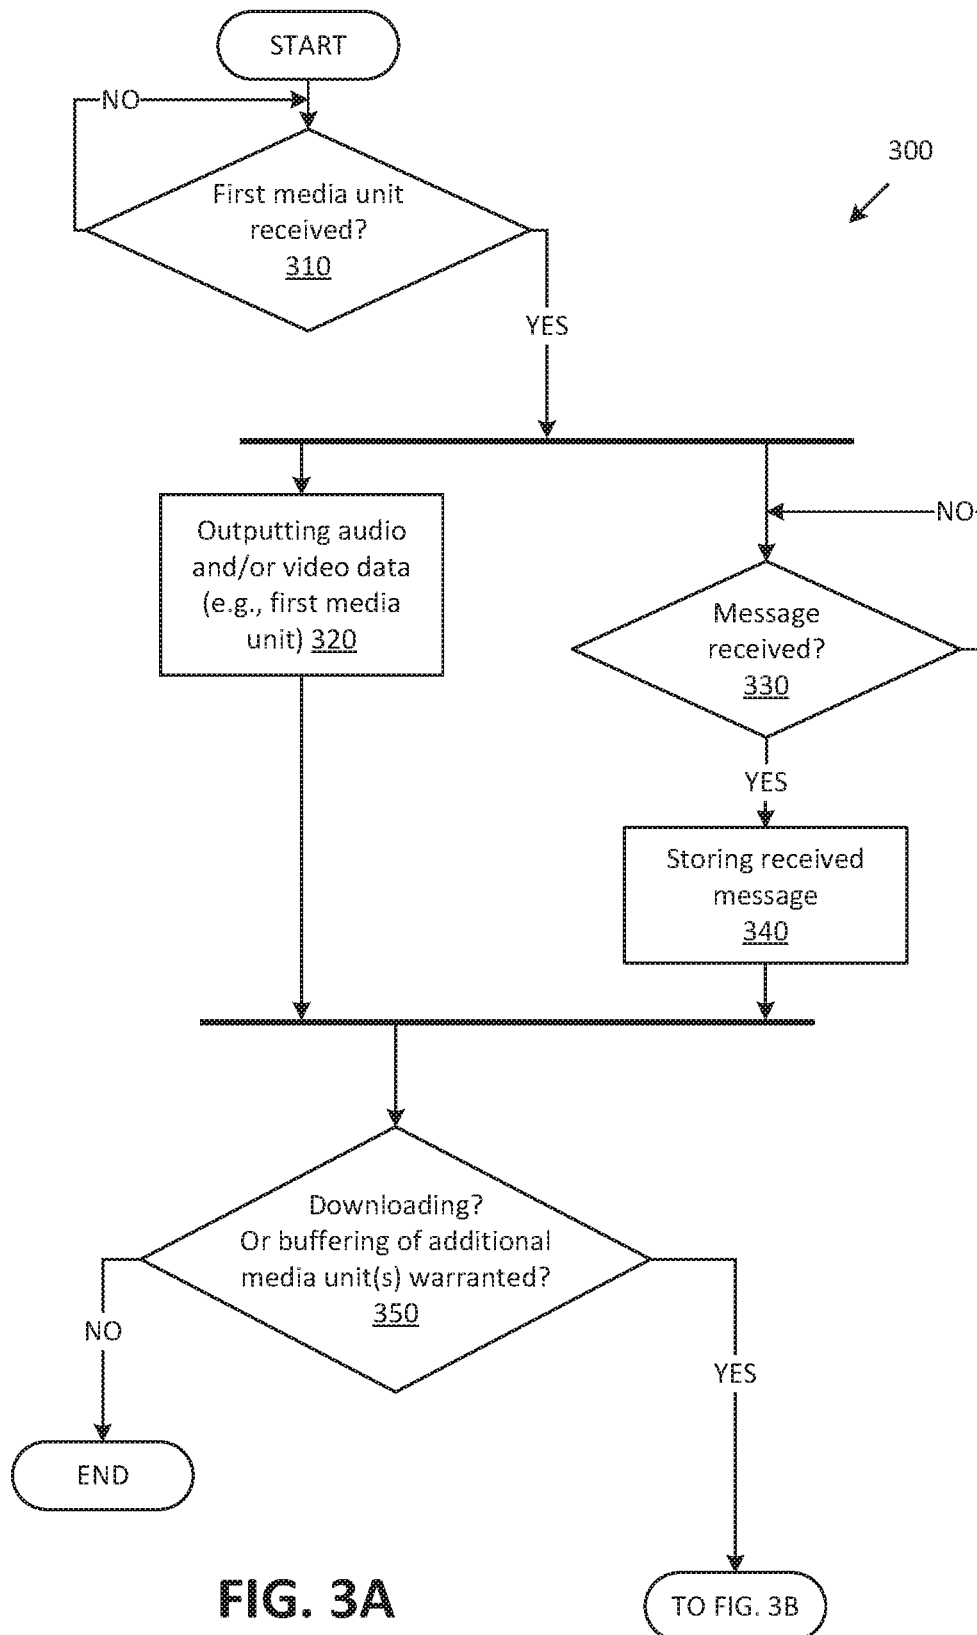 START
NO
300
First media unit
received?
310
YES
Outputting audio
and/or video data
(e.g., first media
unit) 320
NO
Message
received?
330
YES
Storing received
message
340
Downloading?
Or buffering of additional
media unit(s) warranted?
350
NO
YES
END
FIG. 3A
TO FIG. 3B